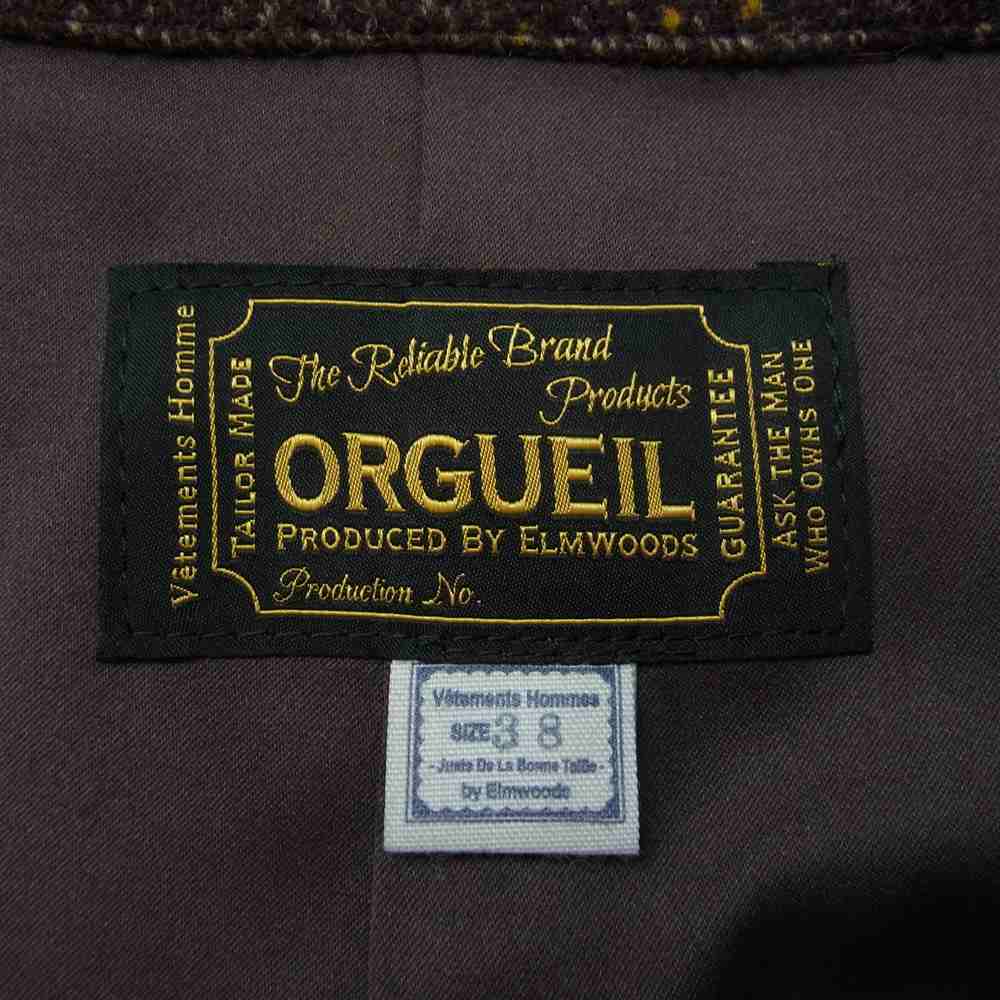 Vêtements Homme
TAILOR MADE
The Reliable Brand
Products
ORGUEIL
PRODUCED BY ELMWOODS
Production No.
GUARANTEE
ASK THE MAN
WHO OWNS ONE
Vêtements Hommes
SIZE 38
- Juste De La Bonne Taille -
by Elmwoods